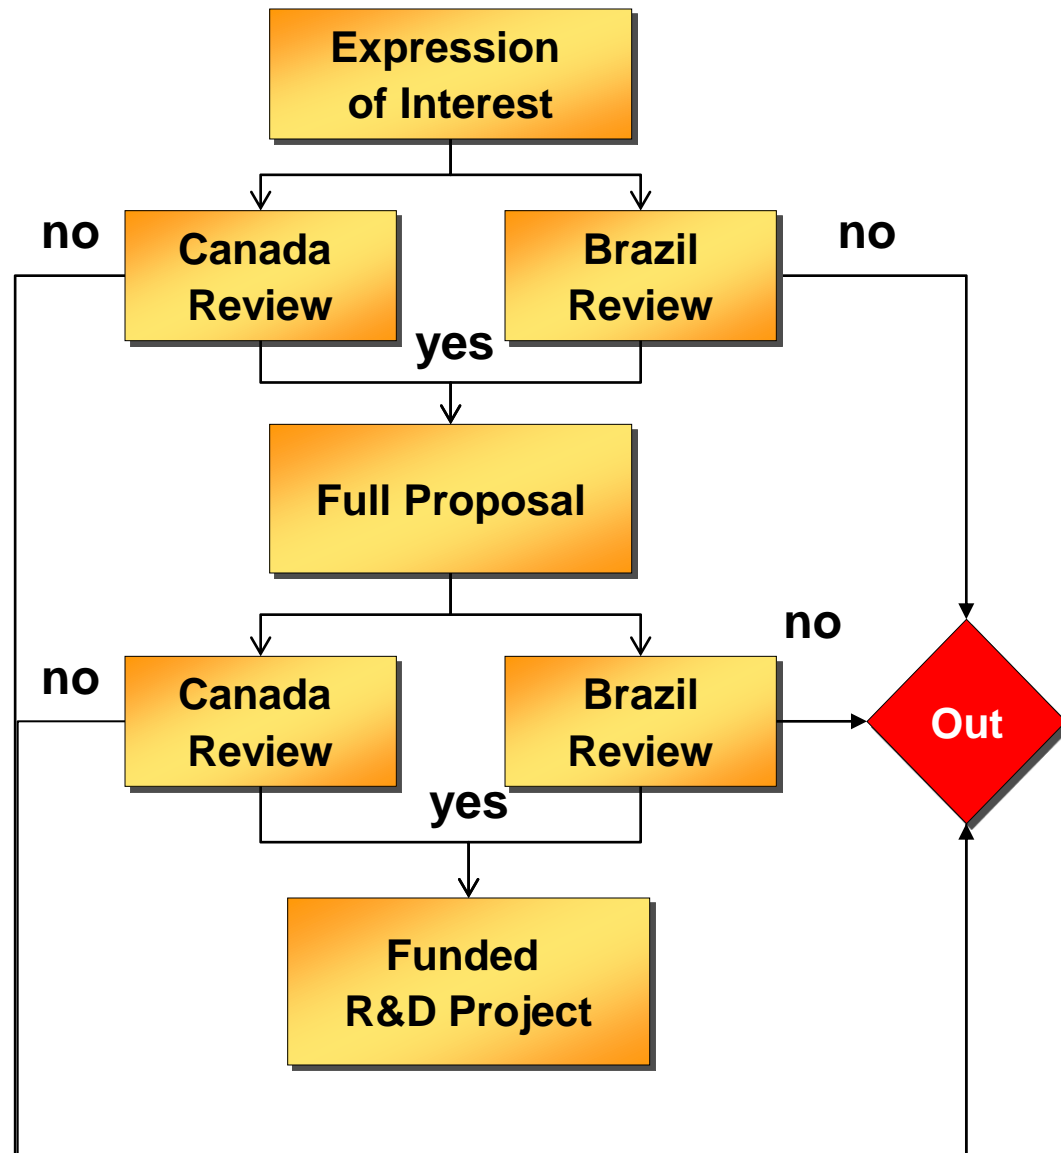 Expression
of Interest
no
Canada
Review
Brazil
Review
no
yes
Full Proposal
no
Canada
Review
Brazil
Review
no
Out
yes
Funded
R&D Project